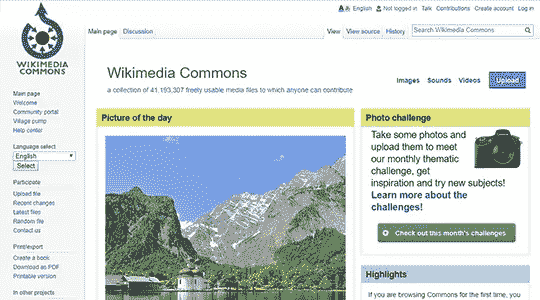 English Not logged in Talk Contributions Create account Log in
Main page Discussion View View source History Search Wikimedia Commons
WIKIMEDIA
COMMONS
Wikimedia Commons
a collection of 41,193,307 freely usable media files to which anyone can contribute
Images Sounds Videos Upload
Main page
Welcome
Community portal
Village pump
Help center
Language select
English
Select
Participate
Upload file
Recent changes
Latest files
Random file
Contact us
Print/export
Create a book
Download as PDF
Printable version
In other projects
Picture of the day
Photo challenge
Take some photos and
upload them to meet
our monthly thematic
challenge, get
inspiration and try new subjects!
Learn more about the
challenges!
Check out this month's challenges
Highlights
If you are browsing Commons for the first time, you